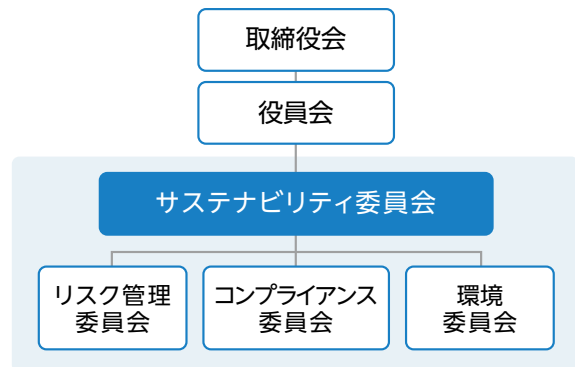 取締役会
役員会
サステナビリティ委員会
リスク管理
委員会
コンプライアンス
委員会
環境
委員会